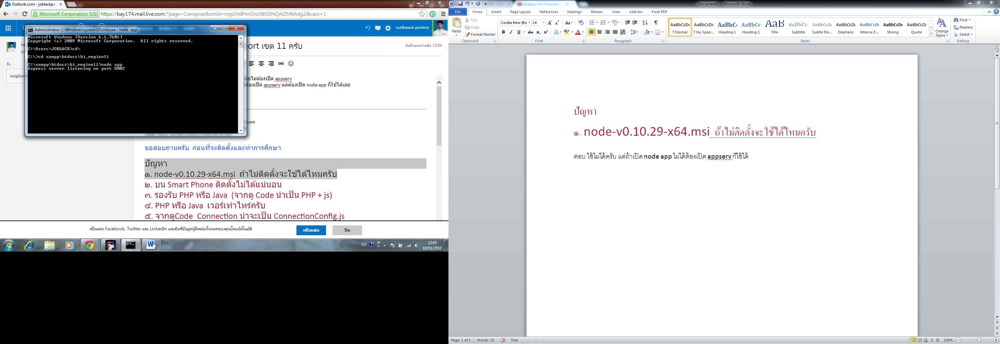 Outlook.com - joblackpo
Microsoft Corporation [US] https://bay174.mail.live.com/?page=Compose&cmid=mgGHdPmOJo5BGSNQAiZMKAdg2&cacc=1
nutthawut ponkrut
Administrator: C:\Windows\system32\cmd.exe - node app
Microsoft Windows [Version 6.1.7601]
Copyright (c) 2009 Microsoft Corporation. All rights reserved.
C:\Users\JOBLACK>cd\
C:\>cd xampp\htdocs\bi_region11
C:\xampp\htdocs\bi_region11>node app
Express server listening on port 8002
ort เขต 11 ครับ
บันทึกแบบร่างเมื่อ 15:04
ถึง
nuiglison
ยไม่ต้องเปิด appserv
ต้องเปิด appserv แต่ต้องเปิด node app ก็ใช้ได้เลย
com
ขอสอบถามครับ ก่อนที่จะติดตั้งและทำการศึกษา
ปัญหา
๑. node-v0.10.29-x64.msi ถ้าไม่ติดตั้งจะใช้ได้ไหมครับ
๒. บน Smart Phone ติดตั้งไม่ได้แน่นอน
๓. รองรับ PHP หรือ Java (จากดู Code น่าเป็น PHP + js)
๔. PHP หรือ Java เวอร์เท่าไหร่ครับ
๕. จากดูCode Connection น่าจะเป็น ConnectionConfig.js
เชื่อมต่อ Facebook, Twitter และ LinkedIn และซิงค์ข้อมูลผู้ติดต่อทั้งหมดของคุณโดยอัตโนมัติ
เชื่อมต่อ
ปิด
EN
22:05
10/11/2557
Document1 - Microsoft Word
File Home Insert Page Layout References Mailings Review View Add-Ins Foxit PDF
Paste
Cut
Copy
Format Painter
Clipboard
Cordia New (Bo 14
Font
Paragraph
AaBbCcDc AaBbCcDc AaBbC AaBbCc AaB AaBbCc. AaBbCcDc AaBbCcDc AaBbCcDc AaBbCcDc AaBbCcDc
¶ Normal ¶ No Spaci... Heading 1 Heading 2 Title Subtitle Subtle Em... Emphasis Intense E... Strong Quote
Styles
Change Styles
Find
Replace
Select
Editing
ปัญหา
๑. node-v0.10.29-x64.msi ถ้าไม่ติดตั้งจะใช้ได้ไหมครับ
ตอบ ใช้ไม่ได้ครับ แต่ถ้าเปิด node app ไม่ได้ต้องเปิด appserv ก็ใช้ได้
Page: 1 of 1 Words: 25 Thai
150%